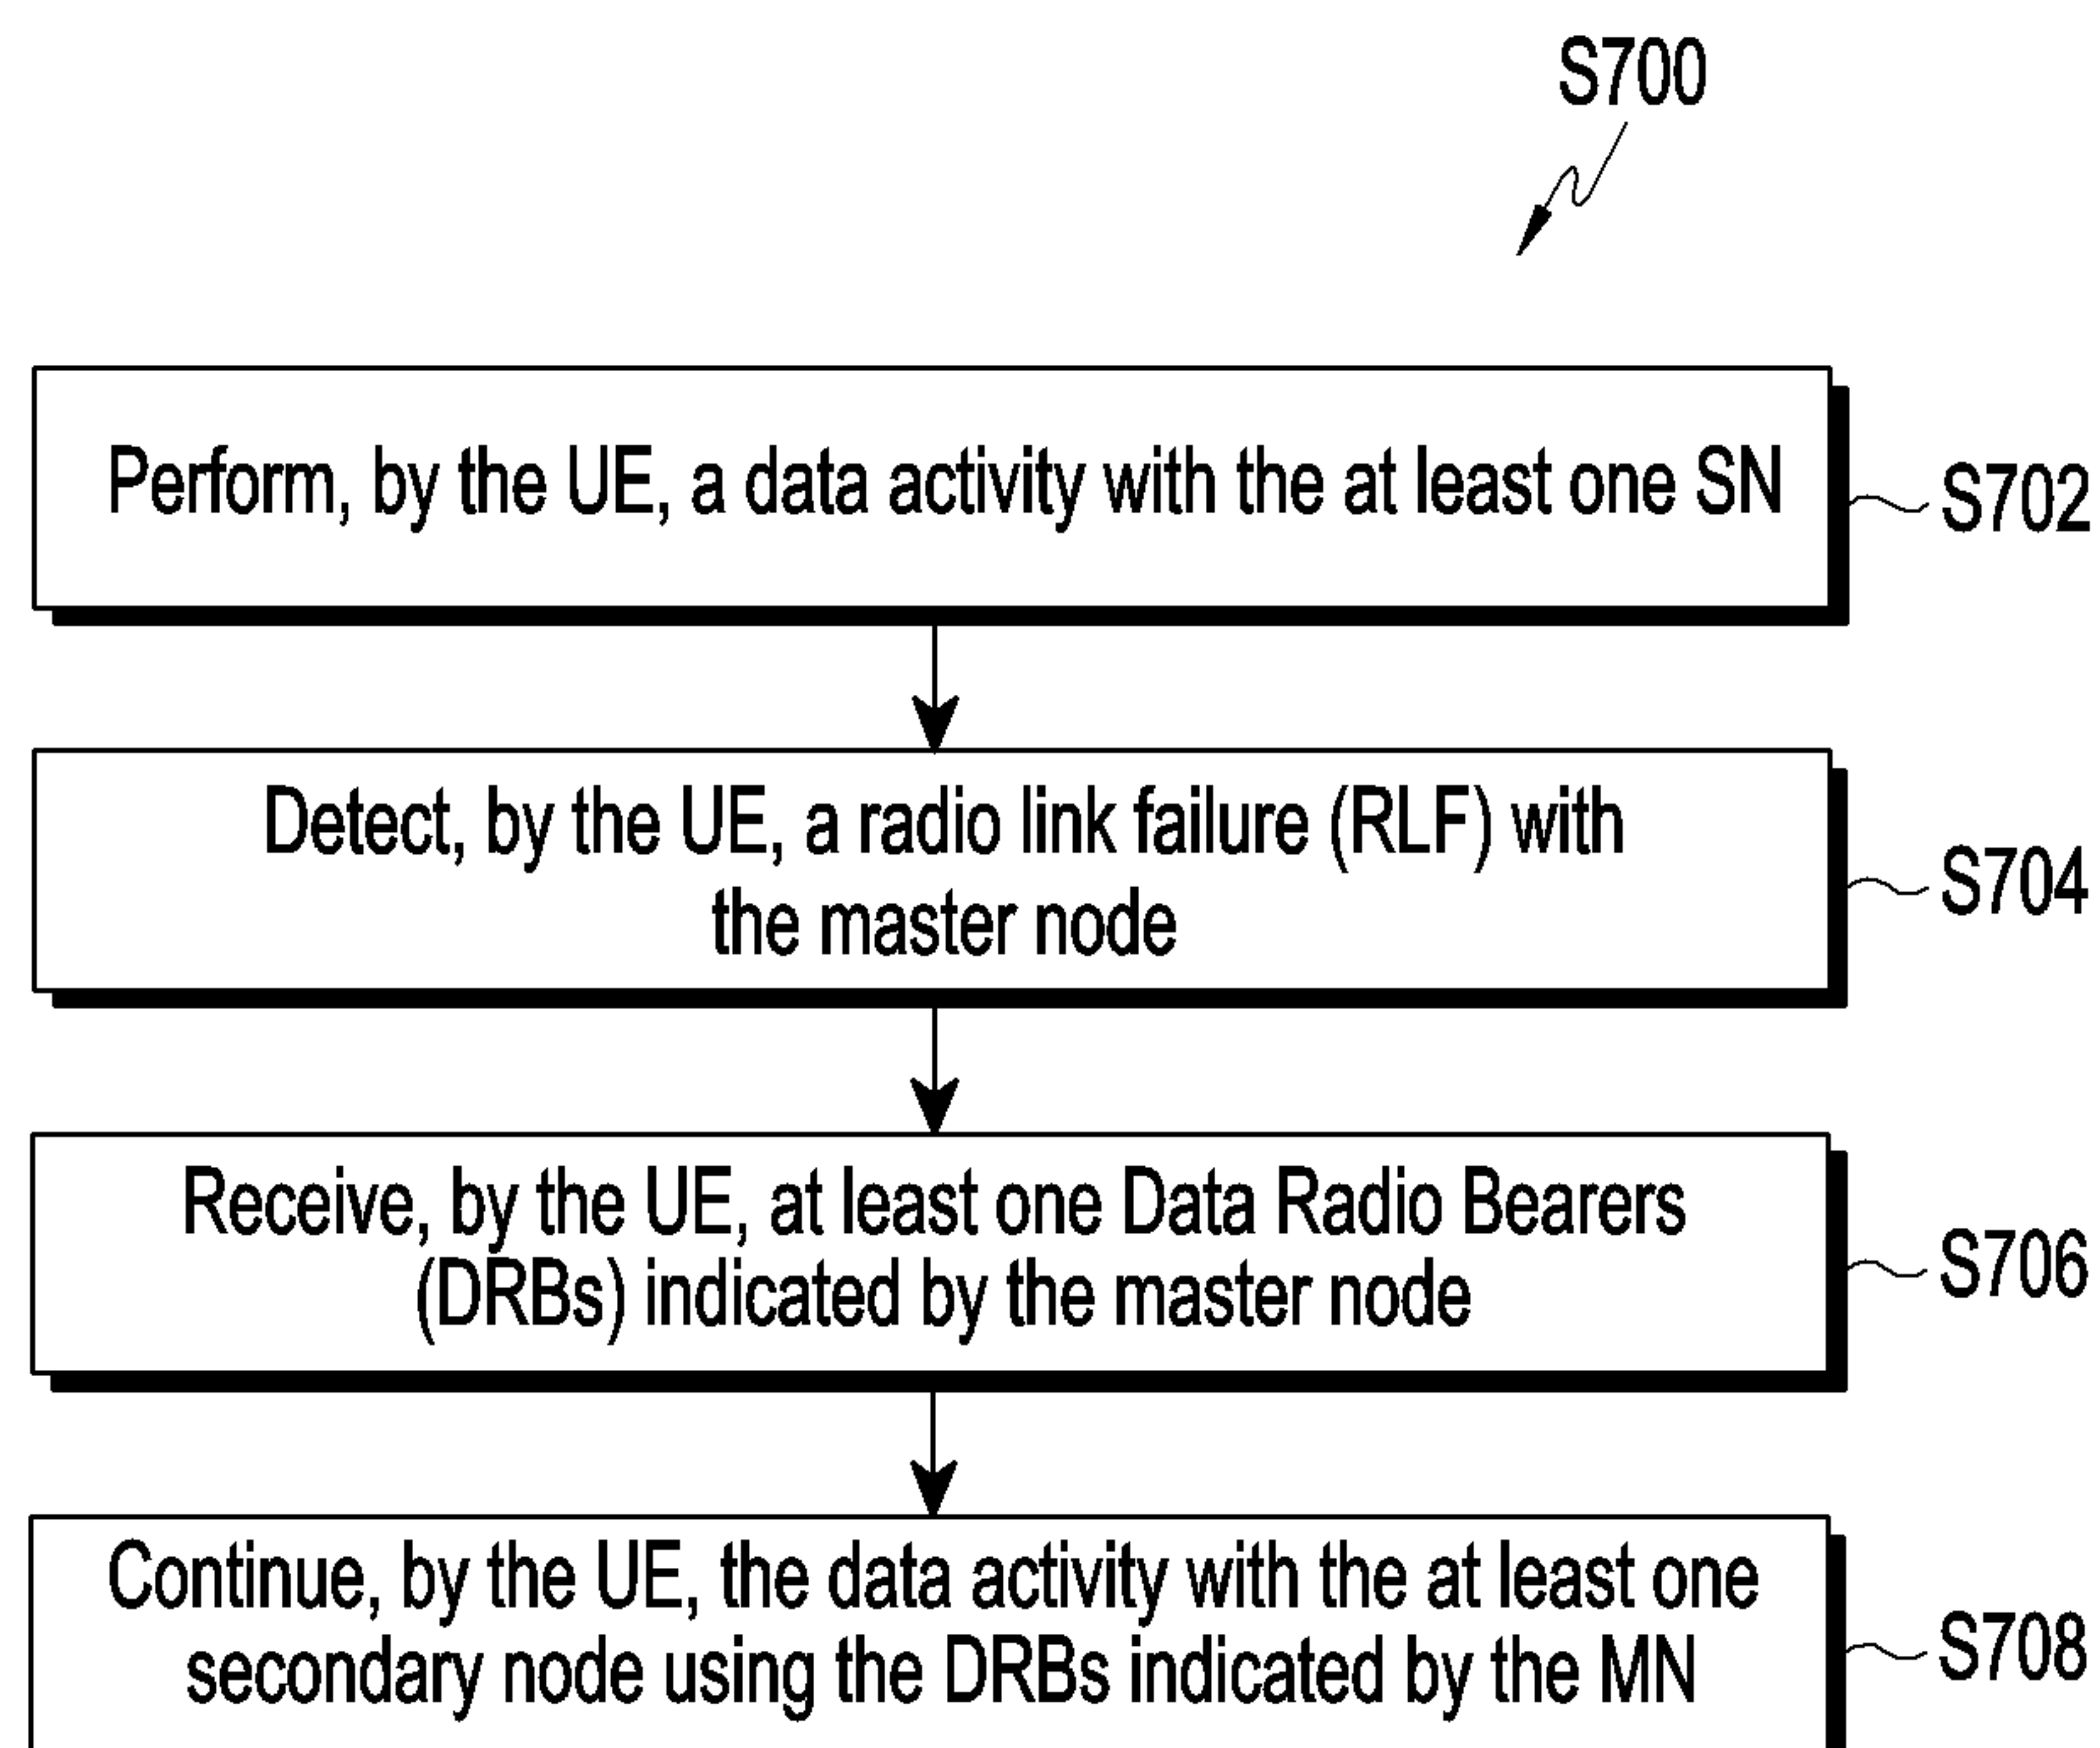 S700
Perform, by the UE, a data activity with the at least one SN
S702
Detect, by the UE, a radio link failure (RLF) with
the master node
S704
Receive, by the UE, at least one Data Radio Bearers
(DRBs) indicated by the master node
S706
Continue, by the UE, the data activity with the at least one
secondary node using the DRBs indicated by the MN
S708